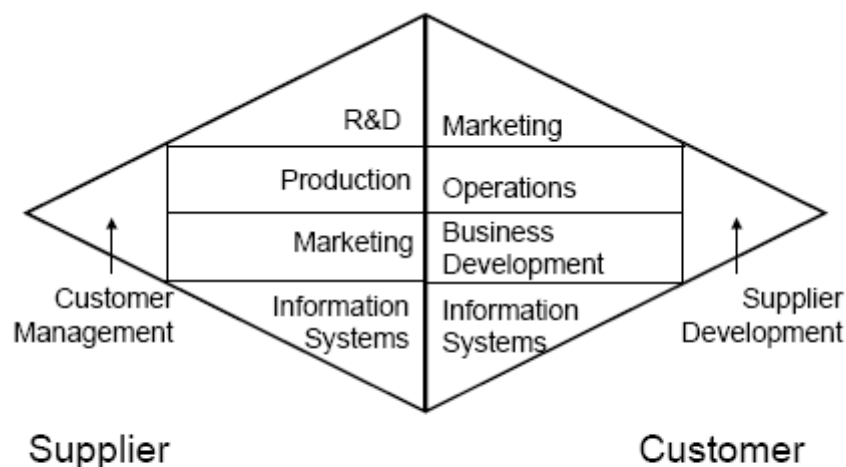 R&D
Marketing
Production
Operations
Marketing
Business
Development
Customer
Management
Information
Systems
Information
Systems
Supplier
Development
Supplier
Customer